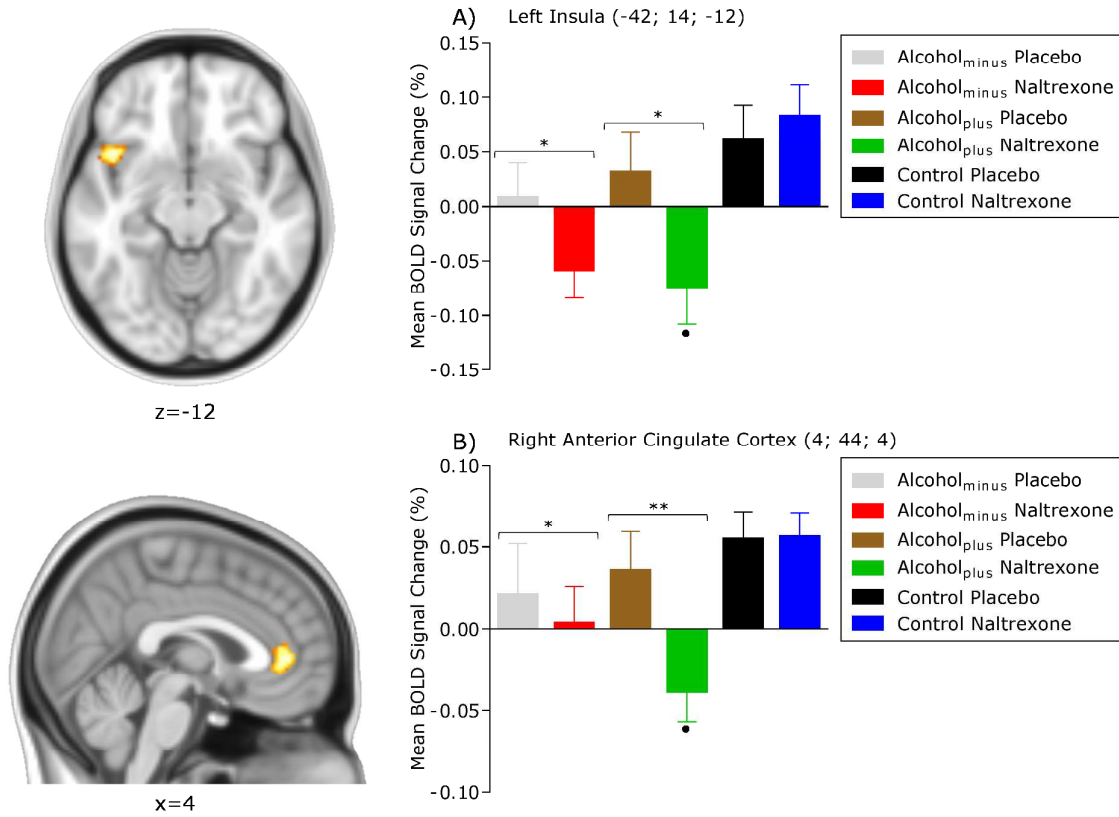 A) Left Insula (-42; 14; -12)
Mean BOLD Signal Change (%)
0.15
0.10
0.05
0.00
-0.05
-0.10
-0.15
*
*
Alcohol_minus Placebo
Alcohol_minus Naltrexone
Alcohol_plus Placebo
Alcohol_plus Naltrexone
Control Placebo
Control Naltrexone
z=-12
B) Right Anterior Cingulate Cortex (4; 44; 4)
Mean BOLD Signal Change (%)
0.10
0.05
0.00
-0.05
-0.10
*
**
Alcohol_minus Placebo
Alcohol_minus Naltrexone
Alcohol_plus Placebo
Alcohol_plus Naltrexone
Control Placebo
Control Naltrexone
x=4